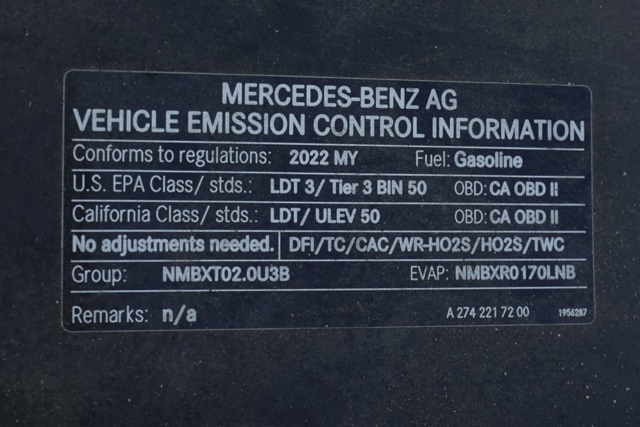 MERCEDES-BENZ AG
VEHICLE EMISSION CONTROL INFORMATION
Conforms to regulations: 2022 MY Fuel: Gasoline
U.S. EPA Class/ stds.: LDT 3/ Tier 3 BIN 50 OBD: CA OBD II
California Class/ stds.: LDT/ ULEV 50 OBD: CA OBD II
No adjustments needed. DFI/TC/CAC/WR-HO2S/HO2S/TWC
Group: NMBXT02.0U3B EVAP: NMBXR0170LNB
Remarks: n/a A 274 221 72 00 1956287